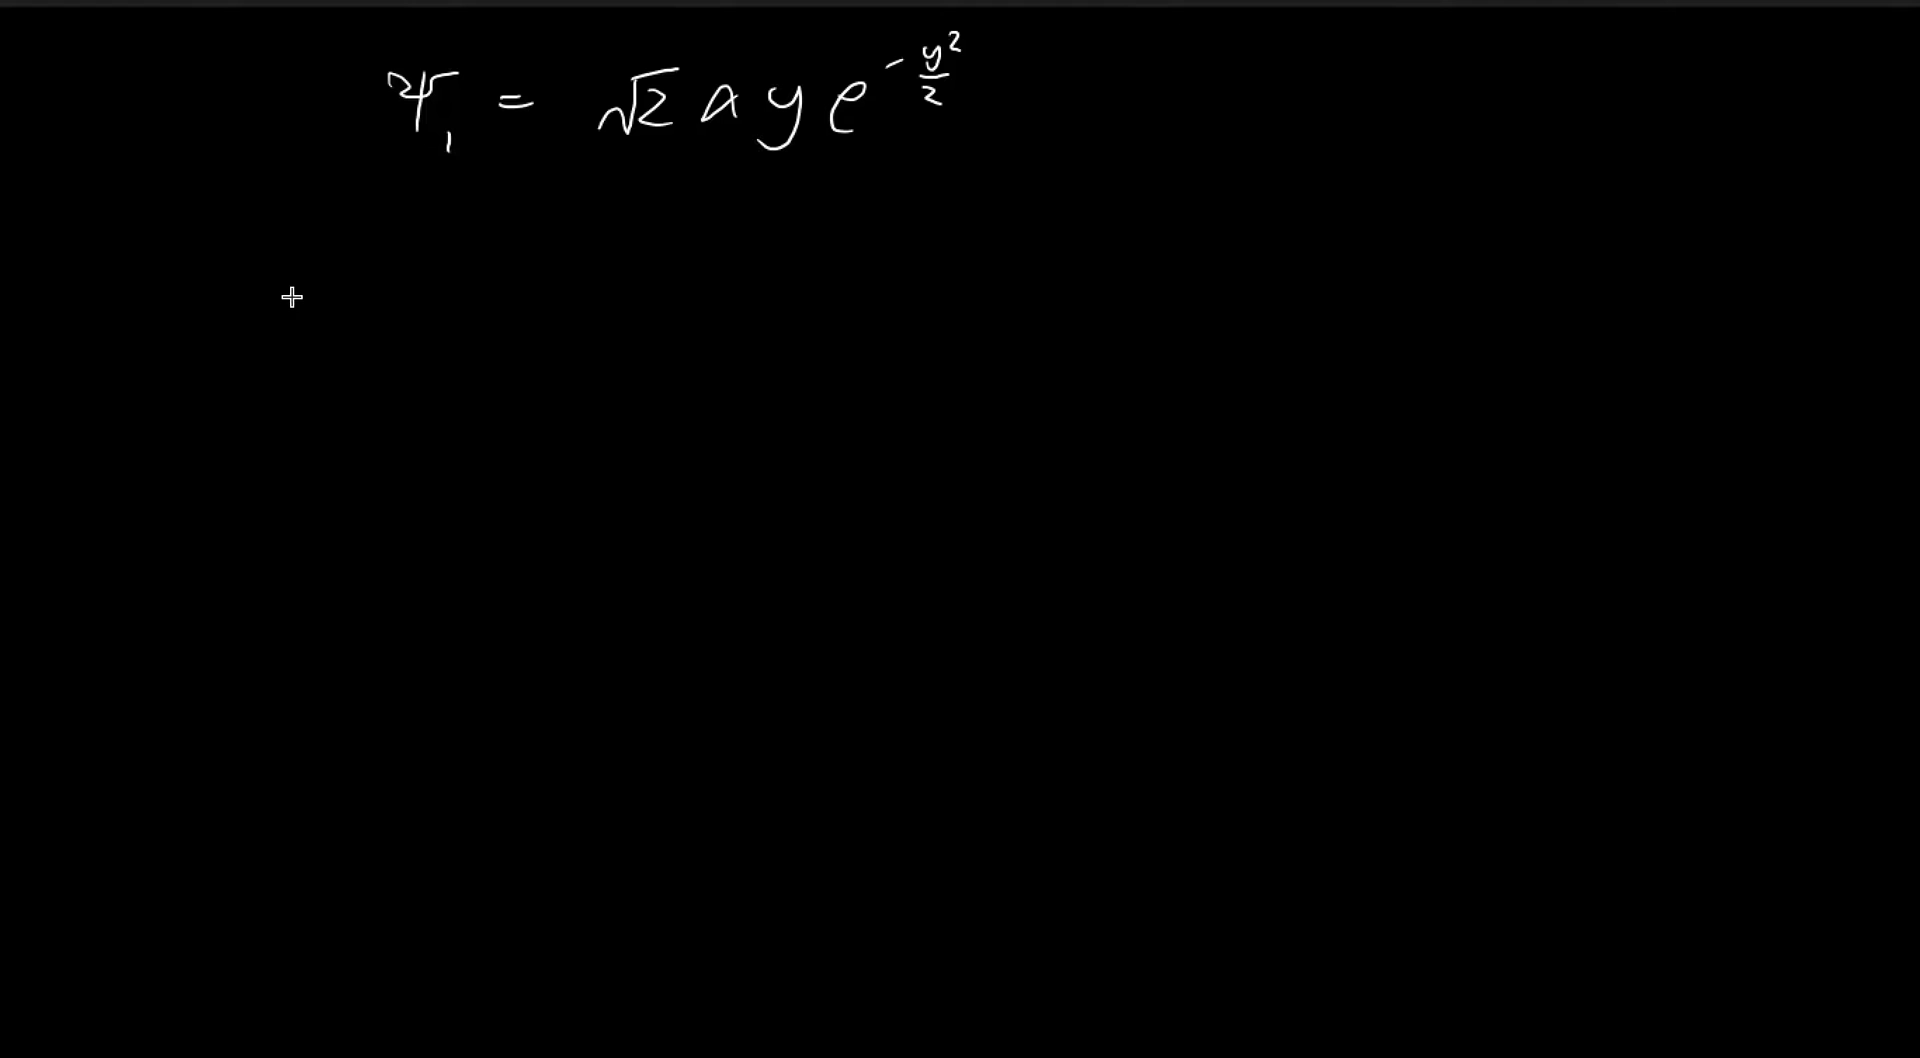 ψ₁ = √2 a y e^{-y²/2}